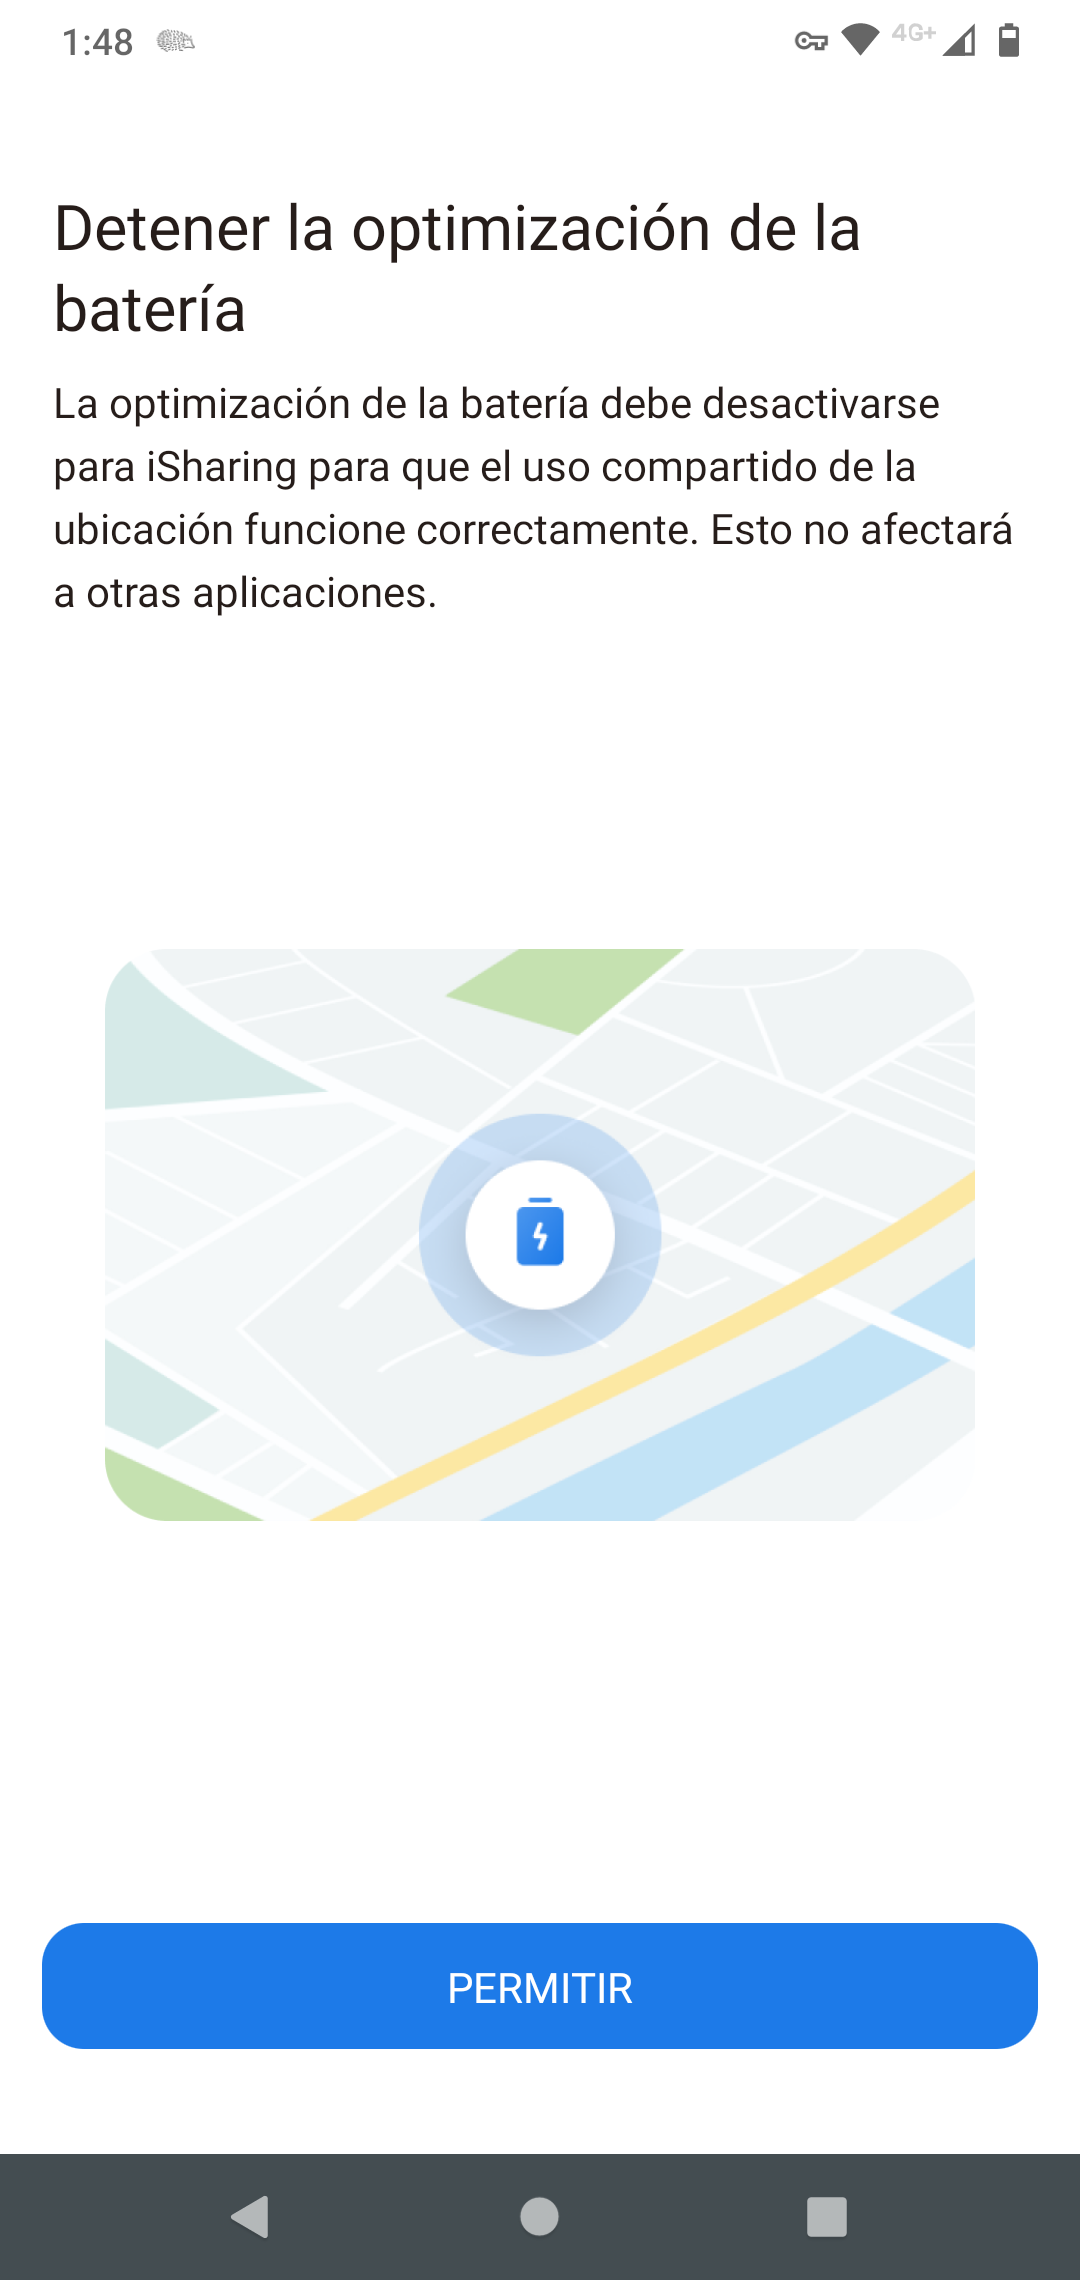 1:48
4G+
Detener la optimización de la
batería
La optimización de la batería debe desactivarse
para iSharing para que el uso compartido de la
ubicación funcione correctamente. Esto no afectará
a otras aplicaciones.
PERMITIR